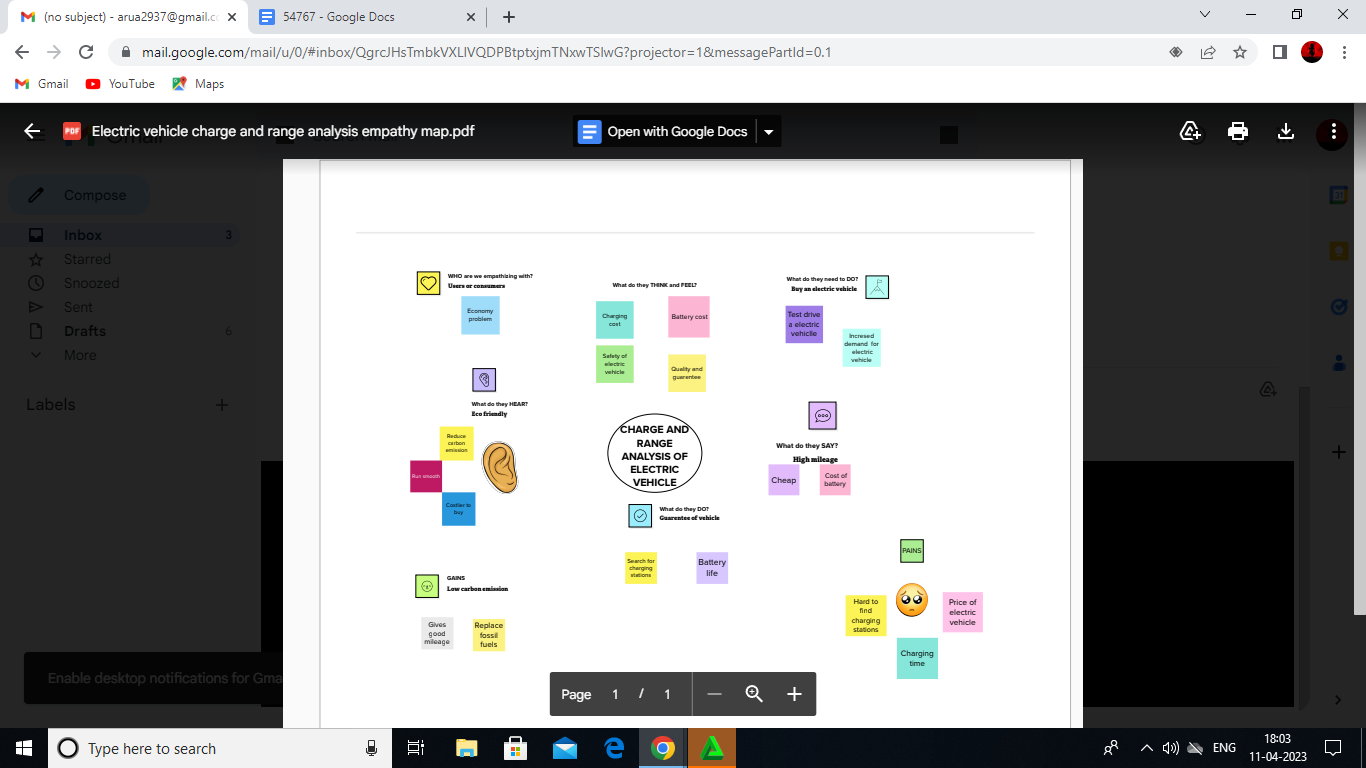 (no subject) - arua2937@gmail.co
54767 - Google Docs
mail.google.com/mail/u/0/#inbox/QgrcJHsTmbkVXLlVQDPBtptxjmTNxwTSlwG?projector=1&messagePartId=0.1
Gmail
YouTube
Maps
PDF
Electric vehicle charge and range analysis empathy map.pdf
Open with Google Docs
Gmail
Compose
Inbox
3
Starred
Snoozed
Sent
Drafts
6
More
Labels
Enable desktop notifications for Gma
WHO are we empathizing with?
Users or consumers
Economy
problem
What do they THINK and FEEL?
Charging
cost
Battery cost
Safety of
electric
vehicle
Quality and
guarentee
What do they need to DO?
Buy an electric vehicle
Test drive
a electric
vehiclle
Incresed
demand for
electric
vehicle
What do they HEAR?
Eco friendly
Reduce
carbon
emission
Run smooth
Costlier to
buy
CHARGE AND
RANGE
ANALYSIS OF
ELECTRIC
VEHICLE
What do they SAY?
High mileage
Cheap
Cost of
battery
What do they DO?
Guarentes of vehicle
Search for
charging
stations
Battery
life
GAINS
Low carbon emission
Gives
good
mileage
Replace
fossil
fuels
PAINS
Hard to
find
charging
stations
Price of
electric
vehicle
Charging
time
Page 1 / 1
Type here to search
ENG
18:03
11-04-2023